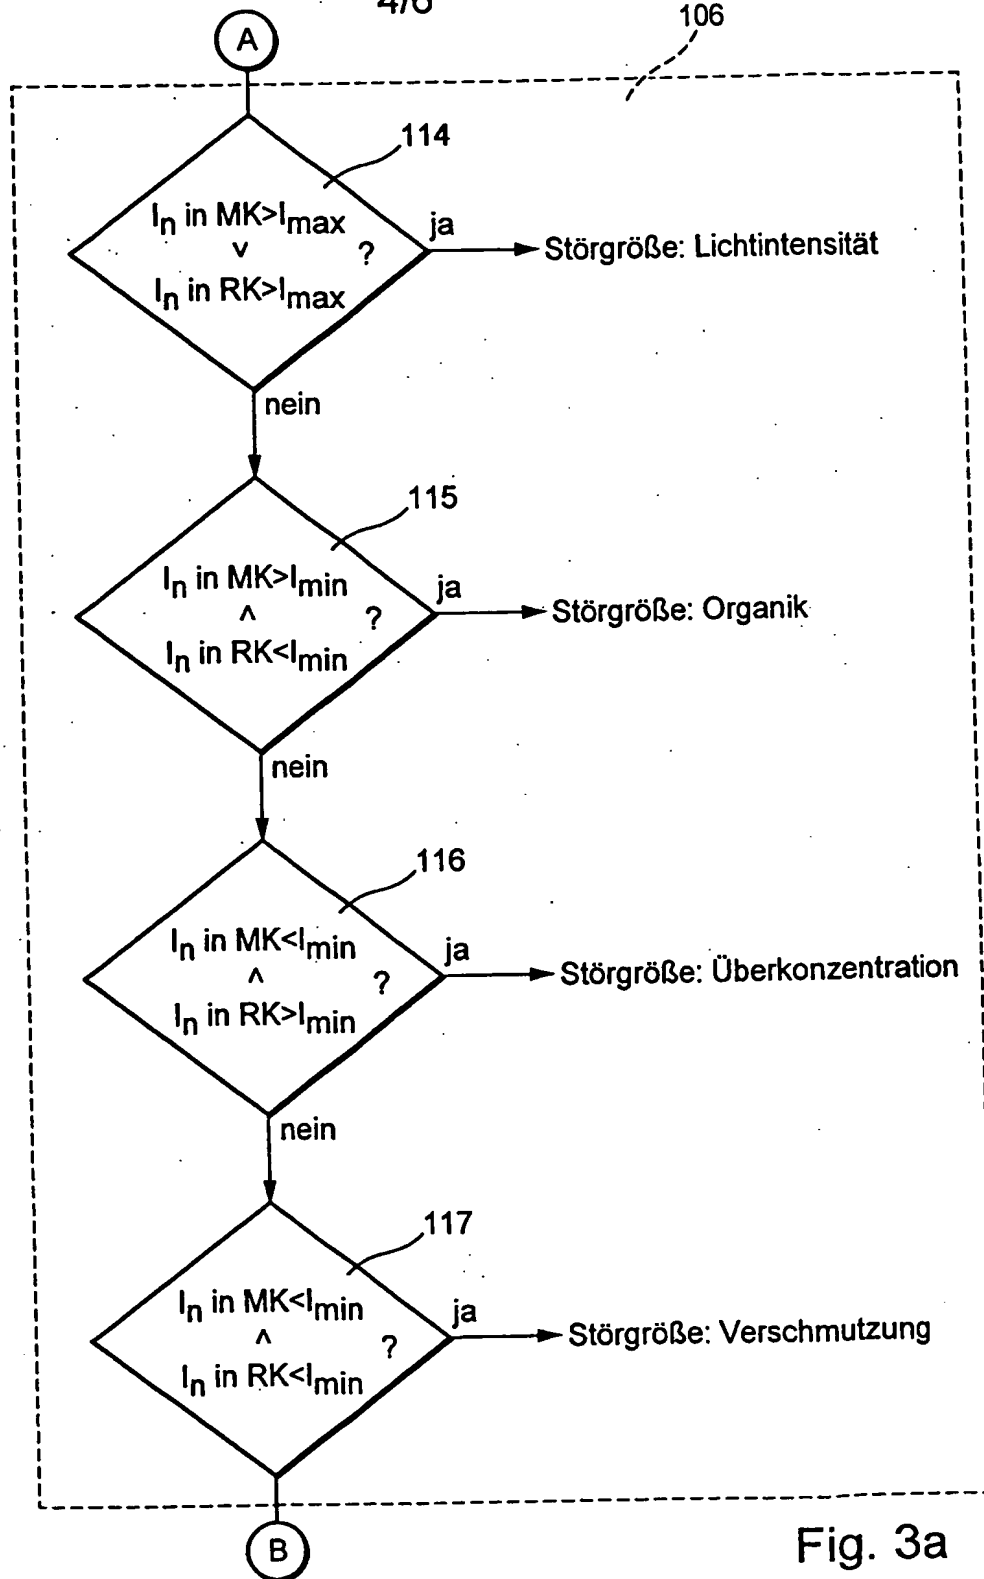 4/6
106
A
114
In in MK>Imax
v
?
In in RK>Imax
ja
Störgröße: Lichtintensität
nein
115
In in MK>Imin
^
?
In in RK<Imin
ja
Störgröße: Organik
nein
116
In in MK<Imin
^
?
In in RK>Imin
ja
Störgröße: Überkonzentration
nein
117
In in MK<Imin
^
?
In in RK<Imin
ja
Störgröße: Verschmutzung
B
Fig. 3a